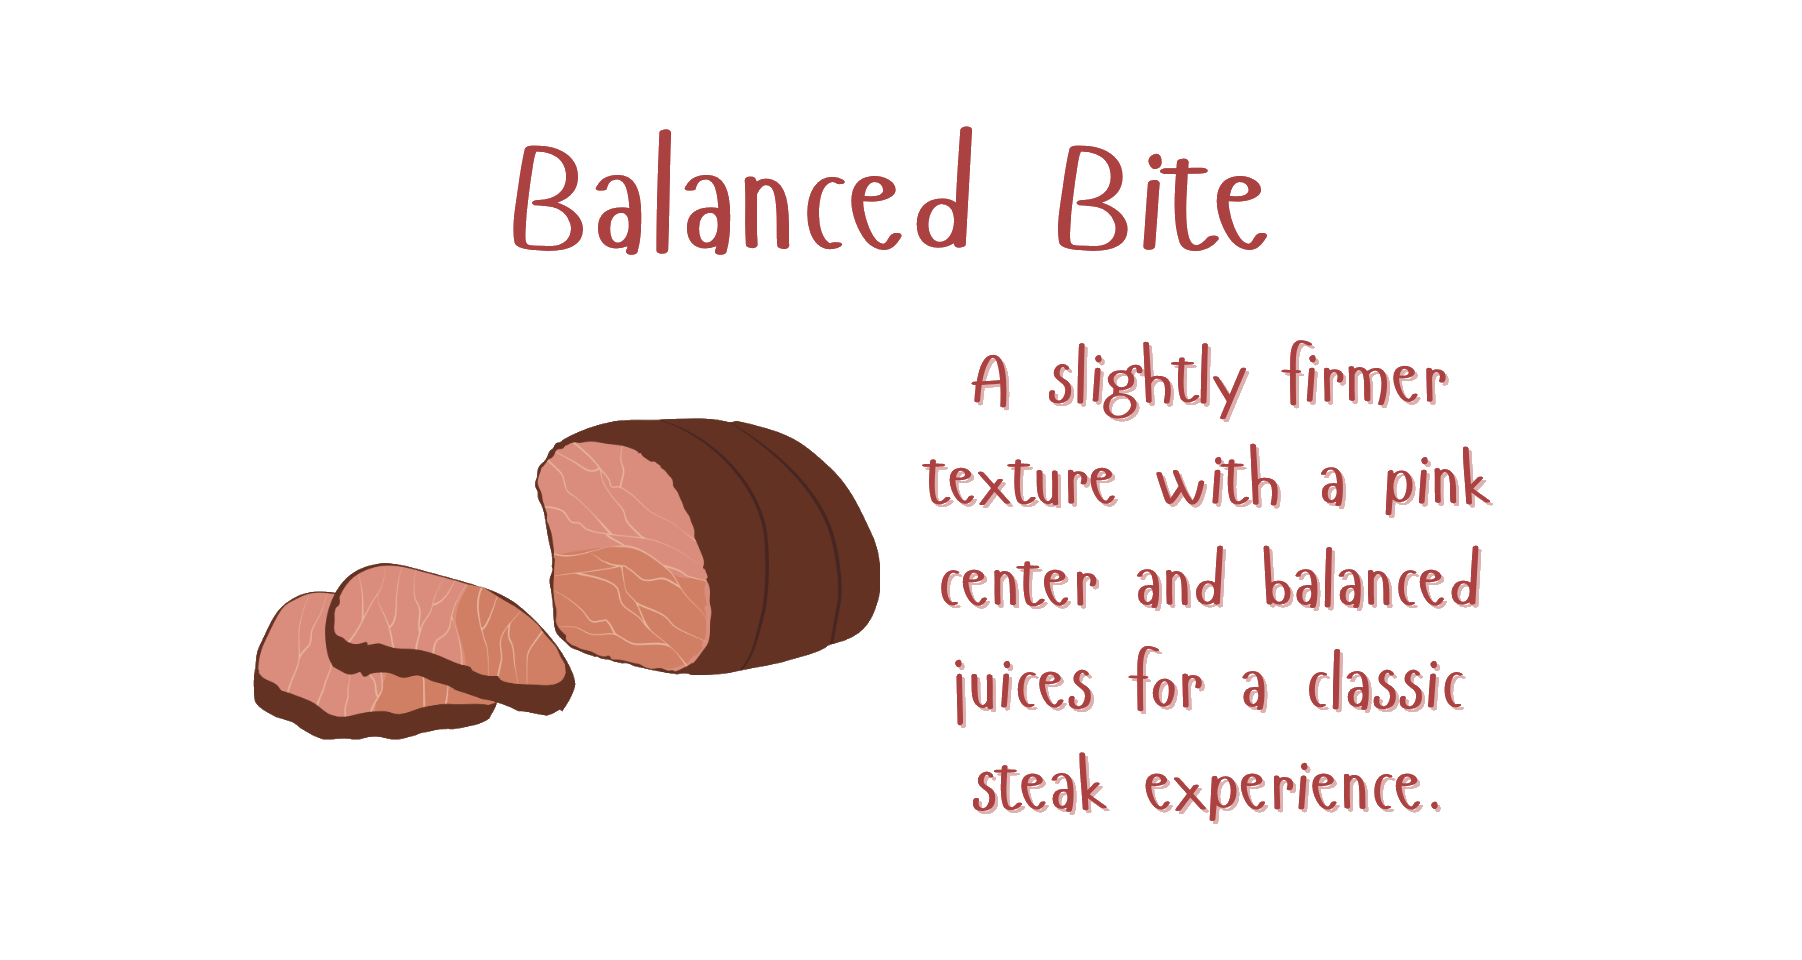 Balanced Bite
A slightly firmer
texture with a pink
center and balanced
juices for a classic
steak experience.